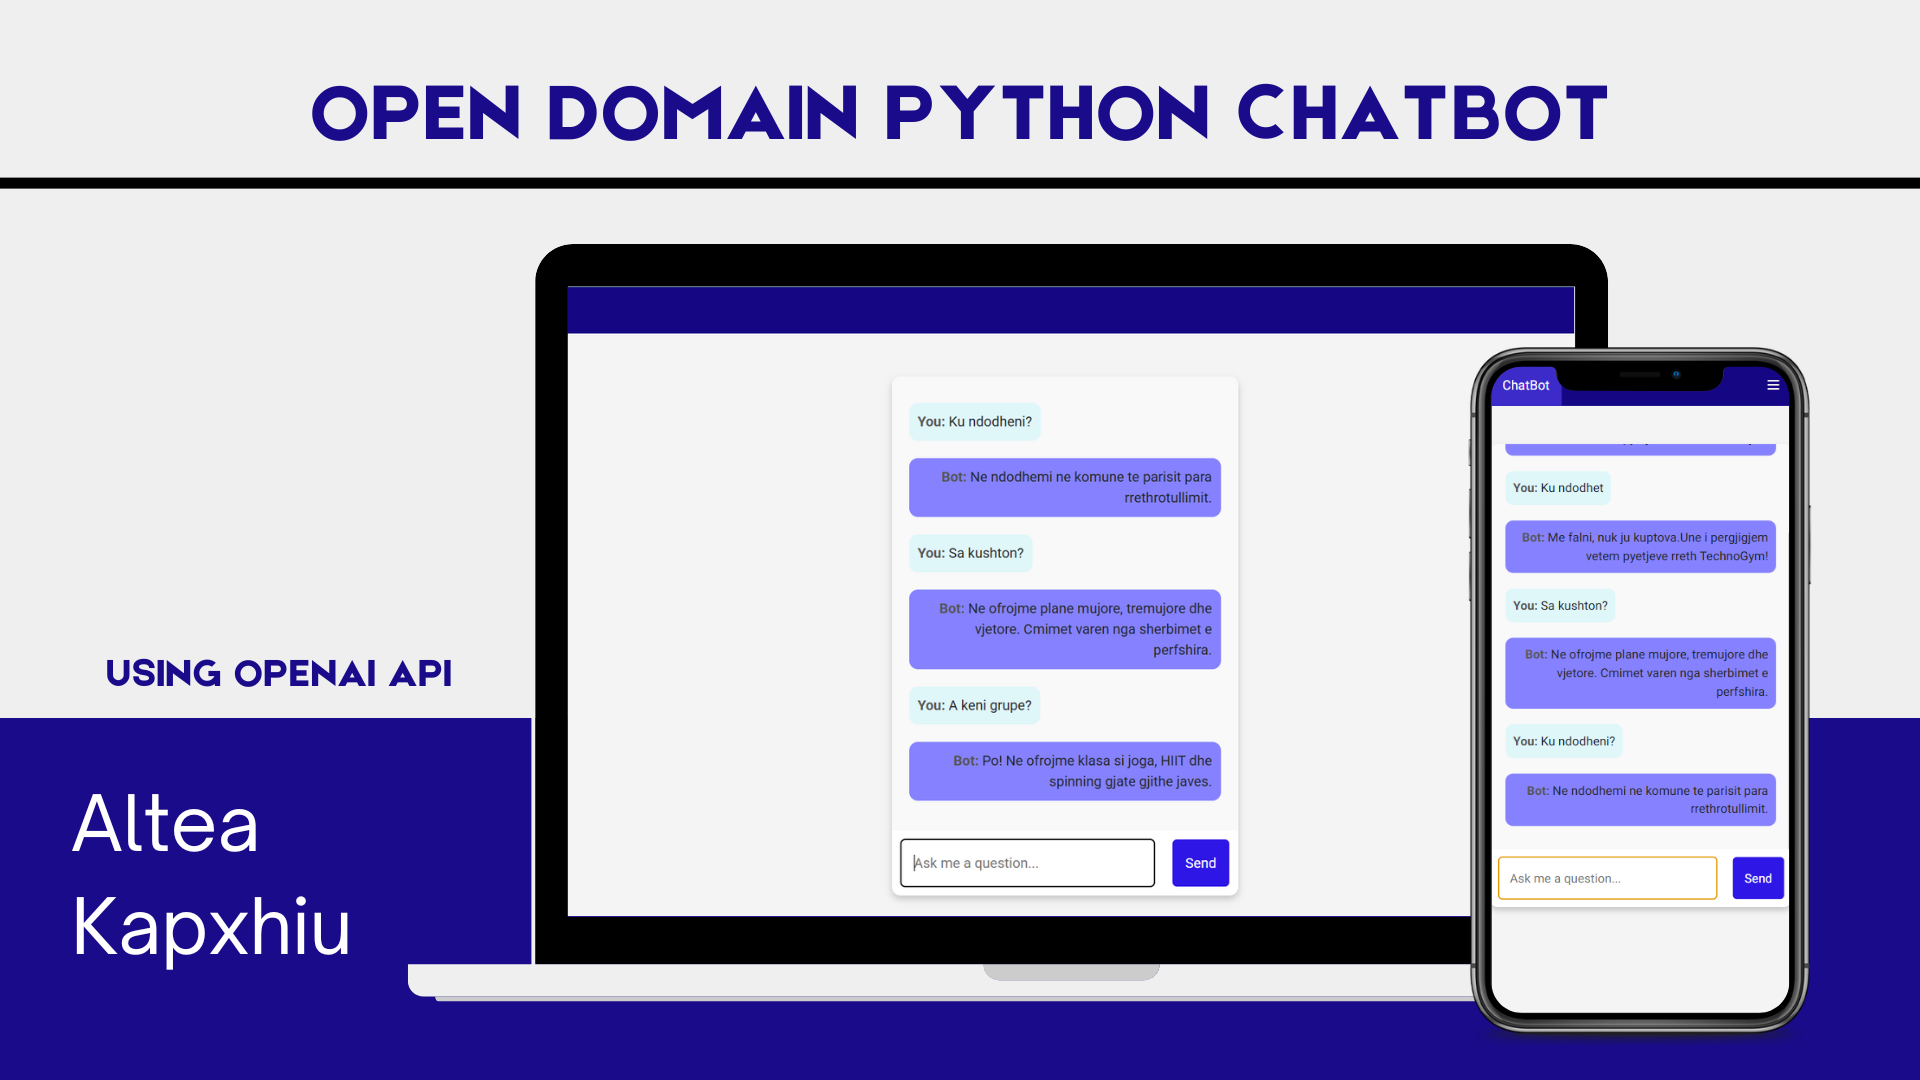 OPEN DOMAIN PYTHON CHATBOT
You: Ku ndodheni?
Bot: Ne ndodhemi ne komune te parisit para
rrethrotullimit.
You: Sa kushton?
Bot: Ne ofrojme plane mujore, tremujore dhe
vjetore. Cmimet varen nga sherbimet e
perfshira.
You: A keni grupe?
Bot: Po! Ne ofrojme klasa si joga, HIIT dhe
spinning gjate gjithe javes.
Ask me a question...
Send
ChatBot
You: Ku ndodhet
Bot: Me falni, nuk ju kuptova.Une i pergjigjem
vetem pyetjeve rreth TechnoGym!
You: Sa kushton?
Bot: Ne ofrojme plane mujore, tremujore dhe
vjetore. Cmimet varen nga sherbimet e
perfshira.
You: Ku ndodheni?
Bot: Ne ndodhemi ne komune te parisit para
rrethrotullimit.
Ask me a question...
Send
USING OPENAI API
Altea
Kapxhiu